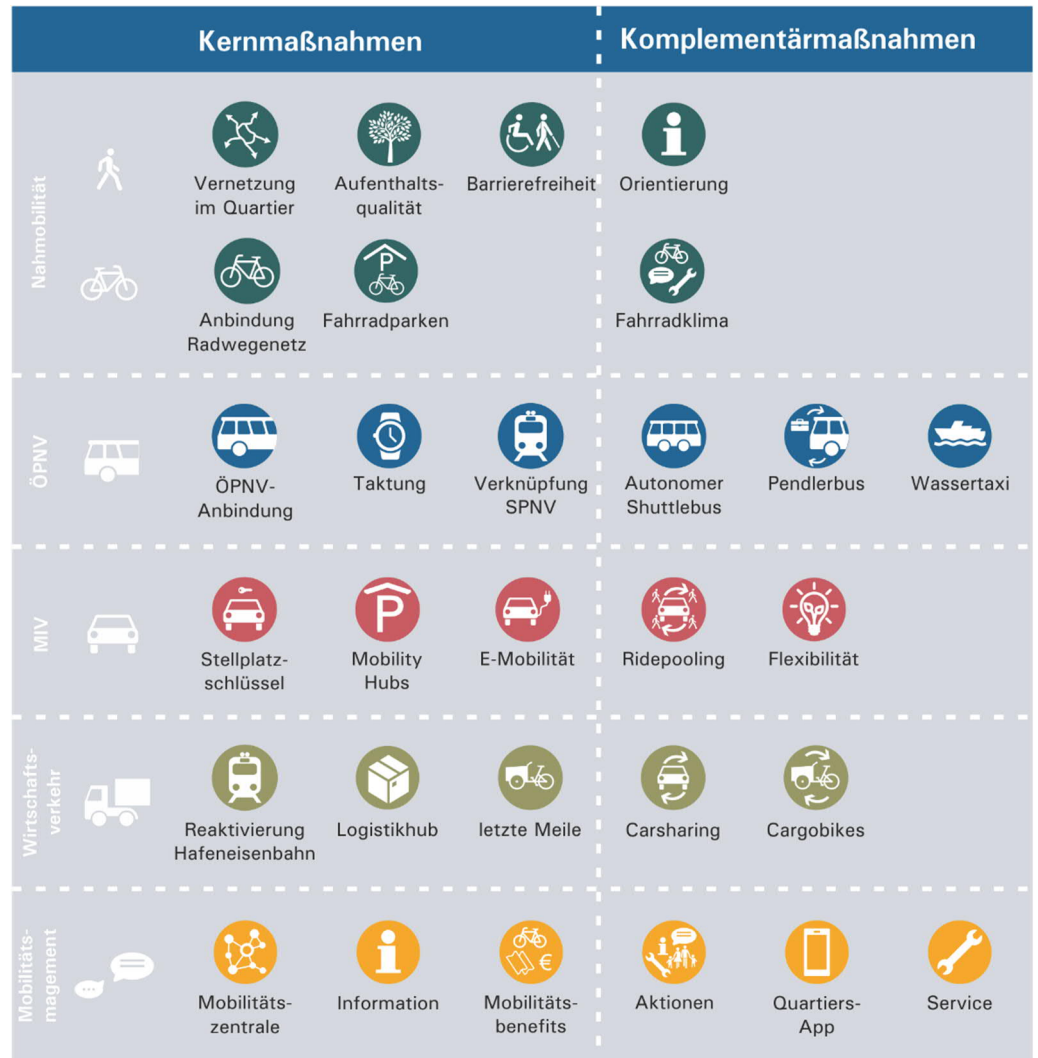 Kernmaßnahmen
Komplementärmaßnahmen
Nahmobilität
Vernetzung
im Quartier
Aufenthalts-
qualität
Barrierefreiheit
Orientierung
Anbindung
Radwegenetz
P
Fahrradparken
Fahrradklima
ÖPNV
ÖPNV-
Anbindung
Taktung
Verknüpfung
SPNV
Autonomer
Shuttlebus
Pendlerbus
Wassertaxi
MIV
Stellplatz-
schlüssel
P
Mobility
Hubs
E-Mobilität
Ridepooling
Flexibilität
Wirtschafts-
verkehr
Reaktivierung
Hafeneisenbahn
Logistikhub
letzte Meile
Carsharing
Cargobikes
Mobilitäts-
magement
Mobilitäts-
zentrale
Information
€
Mobilitäts-
benefits
Aktionen
Quartiers-
App
Service